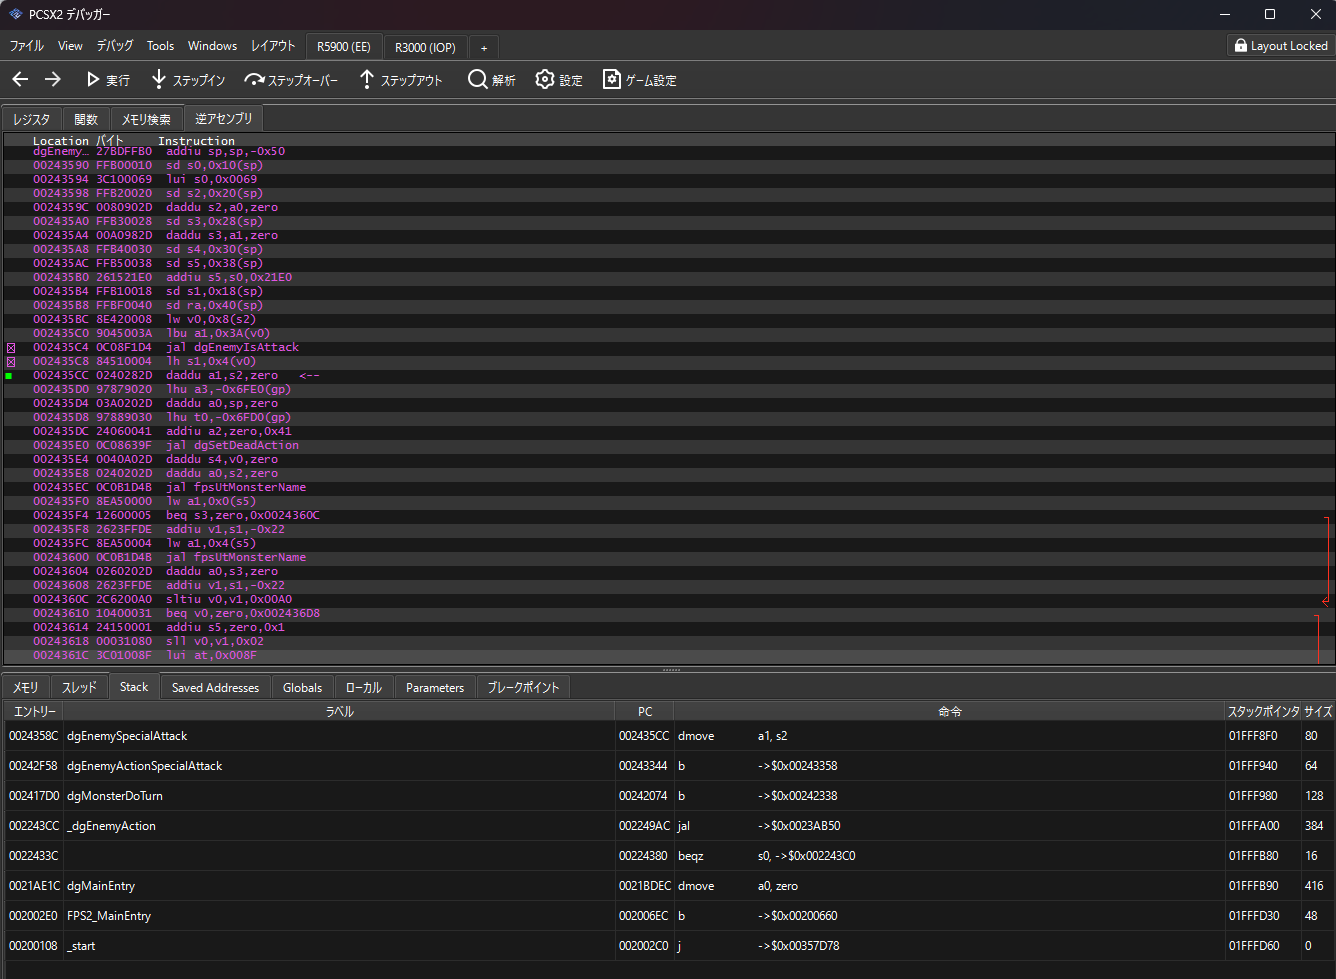 PCSX2 デバッガー
ファイル View デバッグ Tools Windows レイアウト R5900 (EE) R3000 (IOP) + Layout Locked
実行 ステップイン ステップオーバー ステップアウト 解析 設定 ゲーム設定
レジスタ 関数 メモリ検索 逆アセンブリ
Location バイト Instruction
dgEnemy… 27BDFFB0 addiu sp,sp,-0x50
00243590 FFB00010 sd s0,0x10(sp)
00243594 3C100069 lui s0,0x0069
00243598 FFB20020 sd s2,0x20(sp)
0024359C 0080902D daddu s2,a0,zero
002435A0 FFB30028 sd s3,0x28(sp)
002435A4 00A0982D daddu s3,a1,zero
002435A8 FFB40030 sd s4,0x30(sp)
002435AC FFB50038 sd s5,0x38(sp)
002435B0 261521E0 addiu s5,s0,0x21E0
002435B4 FFB10018 sd s1,0x18(sp)
002435B8 FFBF0040 sd ra,0x40(sp)
002435BC 8E420008 lw v0,0x8(s2)
002435C0 9045003A lbu a1,0x3A(v0)
002435C4 0C08F1D4 jal dgEnemyIsAttack
002435C8 84510004 lh s1,0x4(v0)
002435CC 0240282D daddu a1,s2,zero <--
002435D0 97879020 lhu a3,-0x6FE0(gp)
002435D4 03A0202D daddu a0,sp,zero
002435D8 97889030 lhu t0,-0x6FD0(gp)
002435DC 24060041 addiu a2,zero,0x41
002435E0 0C08639F jal dgSetDeadAction
002435E4 0040A02D daddu s4,v0,zero
002435E8 0240202D daddu a0,s2,zero
002435EC 0C0B1D4B jal fpsUtMonsterName
002435F0 8EA50000 lw a1,0x0(s5)
002435F4 12600005 beq s3,zero,0x0024360C
002435F8 2623FFDE addiu v1,s1,-0x22
002435FC 8EA50004 lw a1,0x4(s5)
00243600 0C0B1D4B jal fpsUtMonsterName
00243604 0260202D daddu a0,s3,zero
00243608 2623FFDE addiu v1,s1,-0x22
0024360C 2C6200A0 sltiu v0,v1,0x00A0
00243610 10400031 beq v0,zero,0x002436D8
00243614 24150001 addiu s5,zero,0x1
00243618 00031080 sll v0,v1,0x02
0024361C 3C01008F lui at,0x008F
メモリ スレッド Stack Saved Addresses Globals ローカル Parameters ブレークポイント
エントリー ラベル PC 命令 スタックポインタ サイズ
0024358C dgEnemySpecialAttack 002435CC dmove a1, s2 01FFF8F0 80
00242F58 dgEnemyActionSpecialAttack 00243344 b ->$0x00243358 01FFF940 64
002417D0 dgMonsterDoTurn 00242074 b ->$0x00242338 01FFF980 128
002243CC _dgEnemyAction 002249AC jal ->$0x0023AB50 01FFFA00 384
0022433C 00224380 beqz s0, ->$0x002243C0 01FFFB80 16
0021AE1C dgMainEntry 0021BDEC dmove a0, zero 01FFFB90 416
002002E0 FPS2_MainEntry 002006EC b ->$0x00200660 01FFFD30 48
00200108 _start 002002C0 j ->$0x00357D78 01FFFD60 0